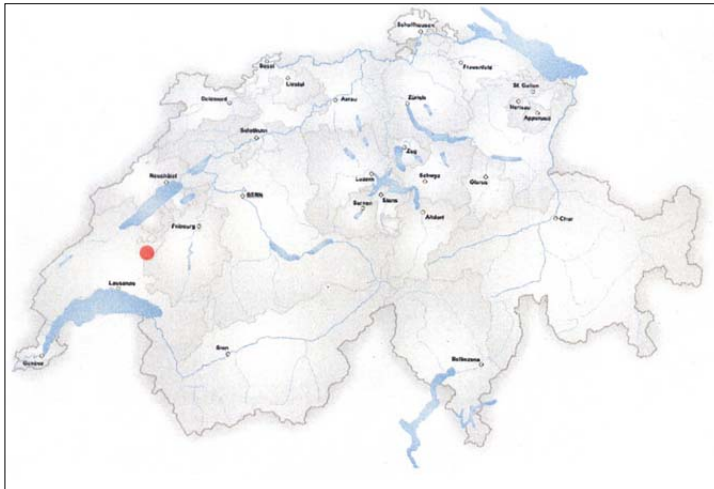 Schaffhausen
Basel
Frauenfeld
Liestal
St. Gallen
Delémont
Aarau
Zürich
Herisau
Appenzell
Solothurn
Zug
Neuchâtel
Luzern
Schwyz
Glarus
BERN
Stans
Sarnen
Altdorf
Chur
Fribourg
Lausanne
Sion
Bellinzona
Genève